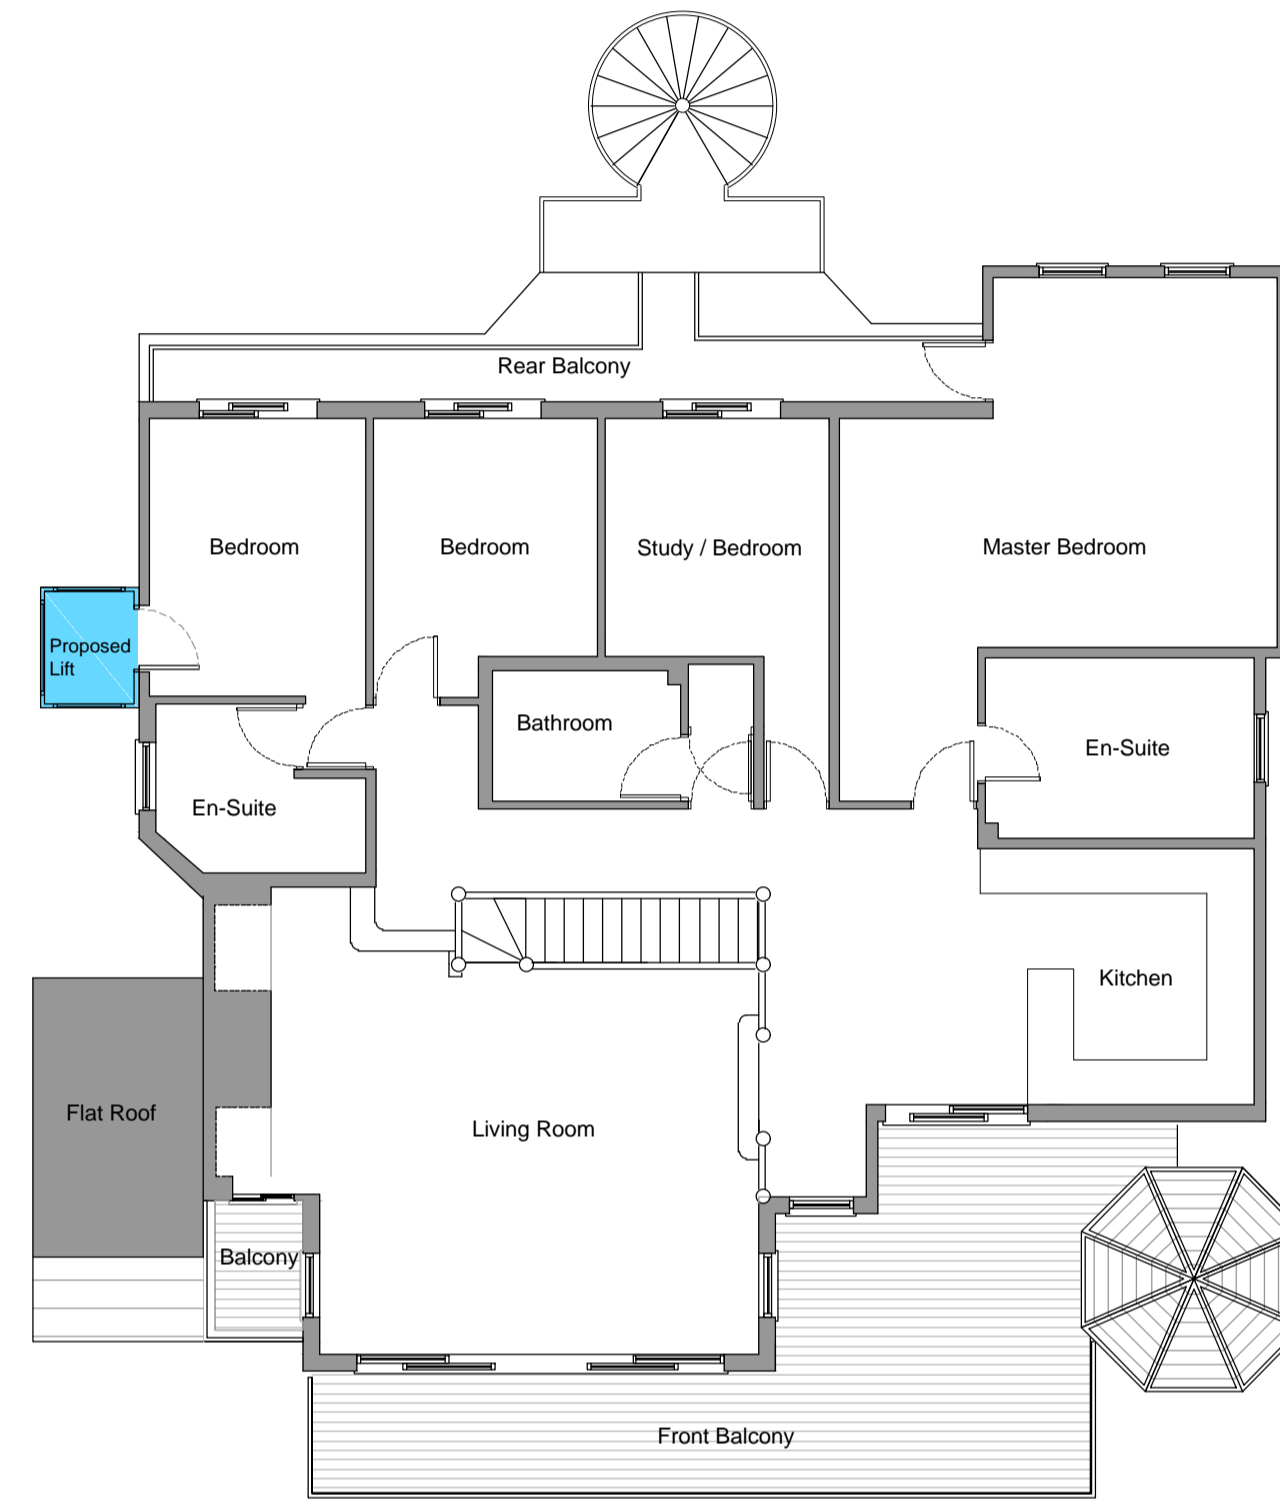 Rear Balcony
Bedroom
Bedroom
Study / Bedroom
Master Bedroom
Proposed
Lift
Bathroom
En-Suite
En-Suite
Kitchen
Flat Roof
Living Room
Balcony
Front Balcony